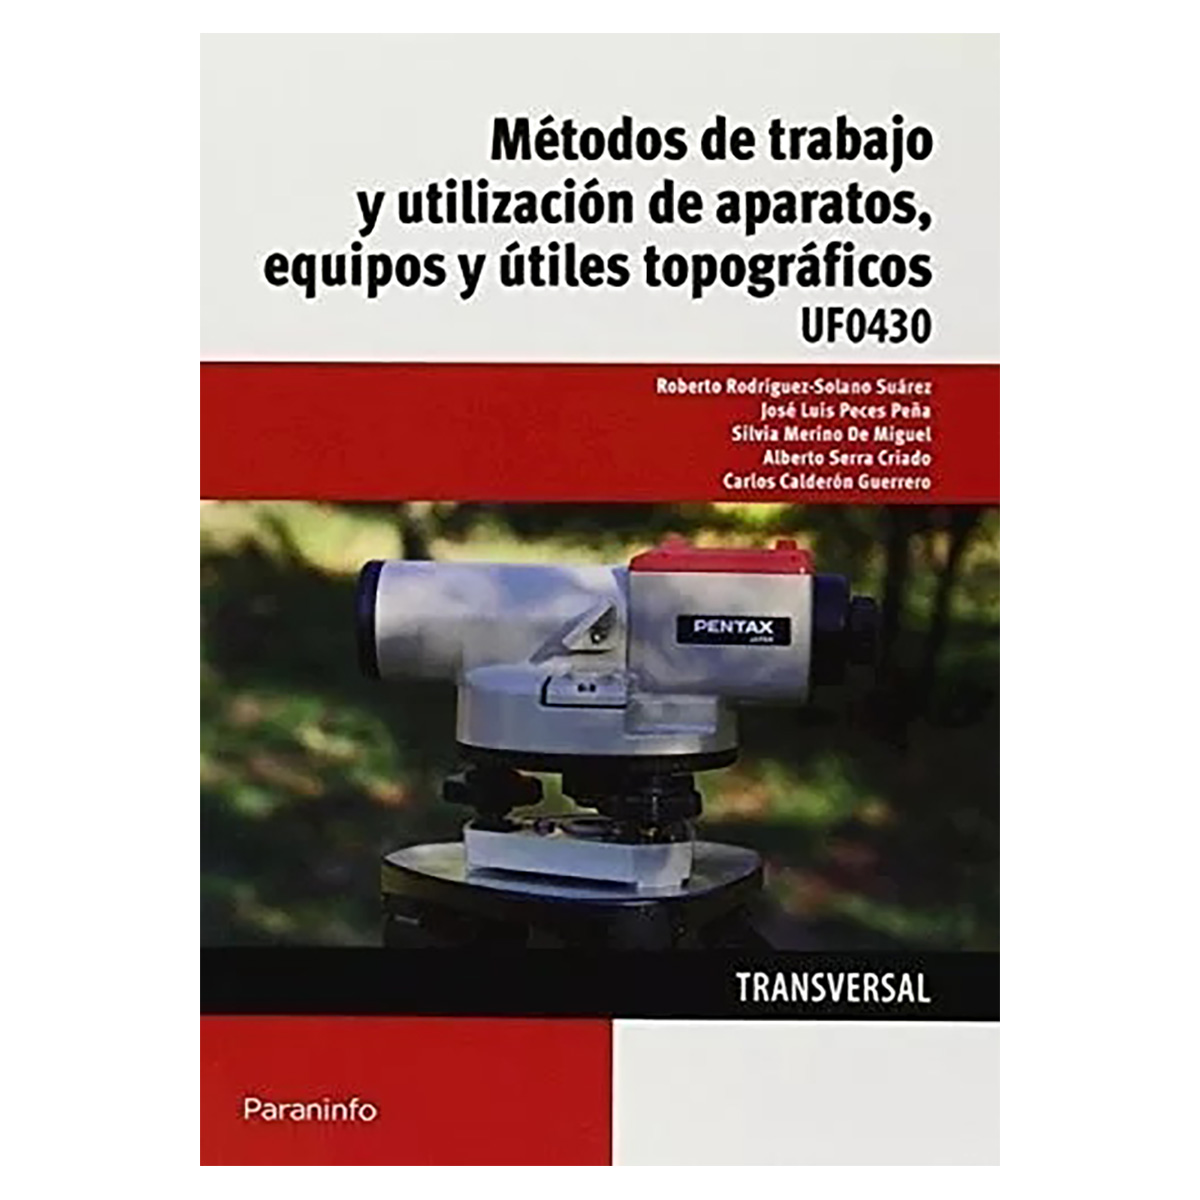 Métodos de trabajo
y utilización de aparatos,
equipos y útiles topográficos
UF0430
Roberto Rodríguez-Solano Suárez
José Luis Peces Peña
Silvia Merino De Miguel
Alberto Serra Criado
Carlos Calderón Guerrero
PENTAX
JAPAN
TRANSVERSAL
Paraninfo